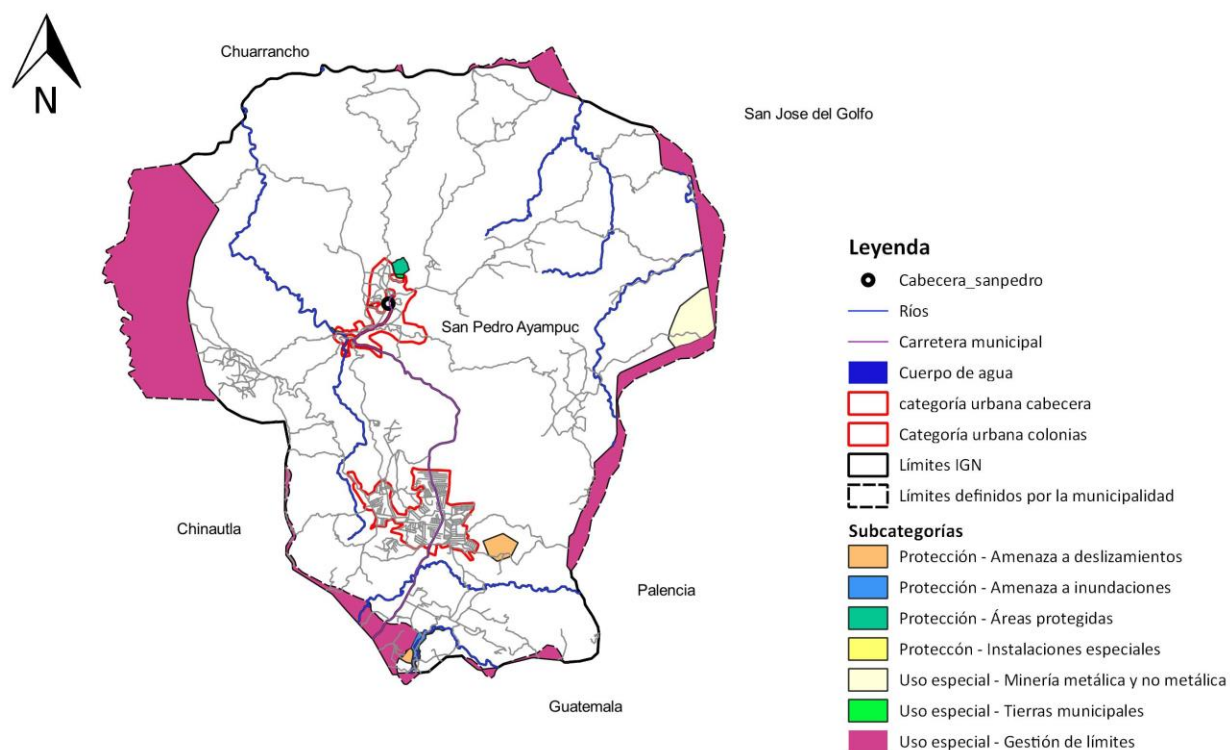 Chuarrancho
N
San Jose del Golfo
San Pedro Ayampuc
Chinautla
Palencia
Guatemala
Leyenda
Cabecera_sanpedro
Ríos
Carretera municipal
Cuerpo de agua
categoría urbana cabecera
Categoría urbana colonias
Límites IGN
Límites definidos por la municipalidad
Subcategorías
Protección - Amenaza a deslizamientos
Protección - Amenaza a inundaciones
Protección - Áreas protegidas
Proteccón - Instalaciones especiales
Uso especial - Minería metálica y no metálica
Uso especial - Tierras municipales
Uso especial - Gestión de límites